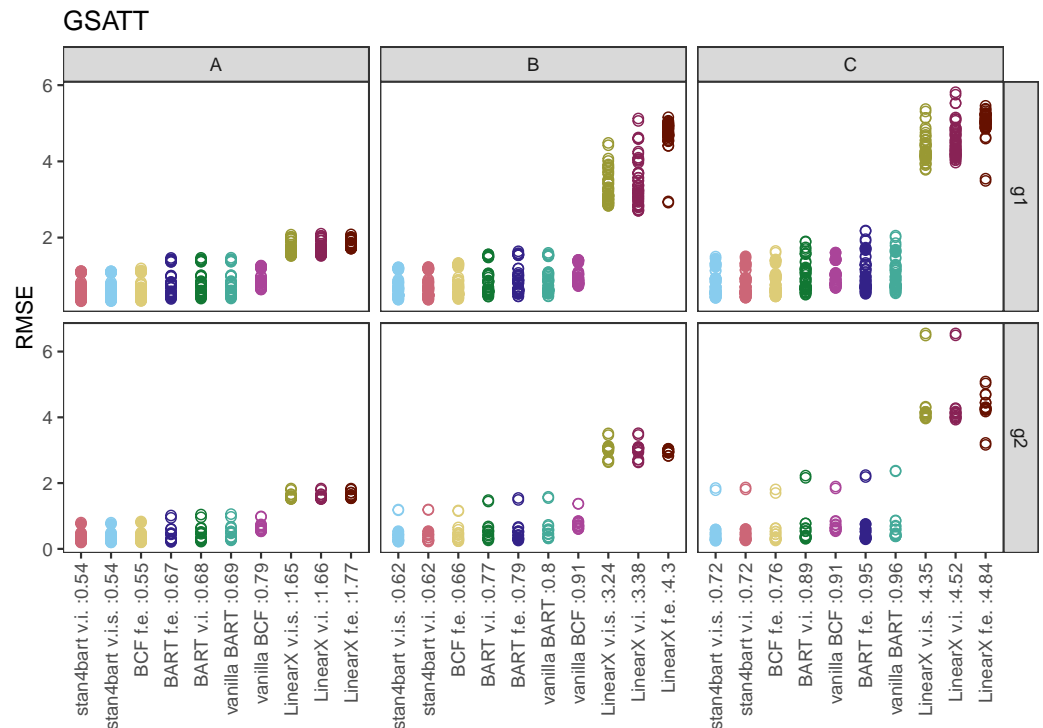 GSATT
A
B
C
RMSE
6
4
2
g1
6
4
2
0
g2
stan4bart v.i. :0.54
stan4bart v.i.s. :0.54
BCF f.e. :0.55
BART f.e. :0.67
BART v.i. :0.68
vanilla BART :0.69
vanilla BCF :0.79
LinearX v.i.s. :1.65
LinearX v.i. :1.66
LinearX f.e. :1.77
stan4bart v.i.s. :0.62
stan4bart v.i. :0.62
BCF f.e. :0.66
BART v.i. :0.77
BART f.e. :0.79
vanilla BART :0.8
vanilla BCF :0.91
LinearX v.i.s. :3.24
LinearX v.i. :3.38
LinearX f.e. :4.3
stan4bart v.i.s. :0.72
stan4bart v.i. :0.72
BCF f.e. :0.76
BART v.i. :0.89
vanilla BCF :0.91
BART f.e. :0.95
vanilla BART :0.96
LinearX v.i.s. :4.35
LinearX v.i. :4.52
LinearX f.e. :4.84